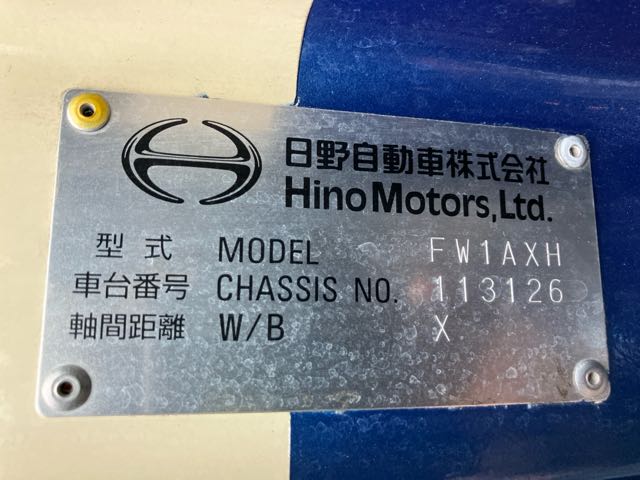 日野自動車株式会社
Hino Motors, Ltd.
型式 MODEL FW1AXH
車台番号 CHASSIS NO. 113126
軸間距離 W/B X